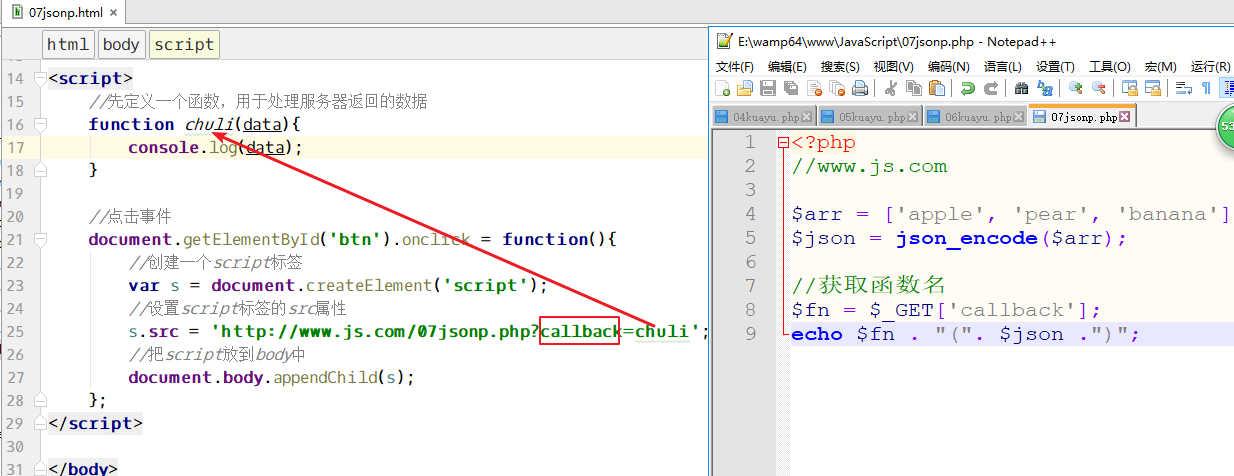 07jsonp.html
html body script
14 <script>
15 //先定义一个函数，用于处理服务器返回的数据
16 function chuli(data){
17 console.log(data);
18 }
19
20 //点击事件
21 document.getElementById('btn').onclick = function(){
22 //创建一个script标签
23 var s = document.createElement('script');
24 //设置script标签的src属性
25 s.src = 'http://www.js.com/07jsonp.php?callback=chuli';
26 //把script放到body中
27 document.body.appendChild(s);
28 };
29 </script>
30
31 </body>
E:\wamp64\www\JavaScript\07jsonp.php - Notepad++
文件(F) 编辑(E) 搜索(S) 视图(V) 编码(N) 语言(L) 设置(T) 工具(O) 宏(M) 运行(R)
04kuayu.php 05kuayu.php 06kuayu.php 07jsonp.php
53
1 <?php
2 //www.js.com
3
4 $arr = ['apple', 'pear', 'banana']
5 $json = json_encode($arr);
6
7 //获取函数名
8 $fn = $_GET['callback'];
9 echo $fn . "(". $json .")";